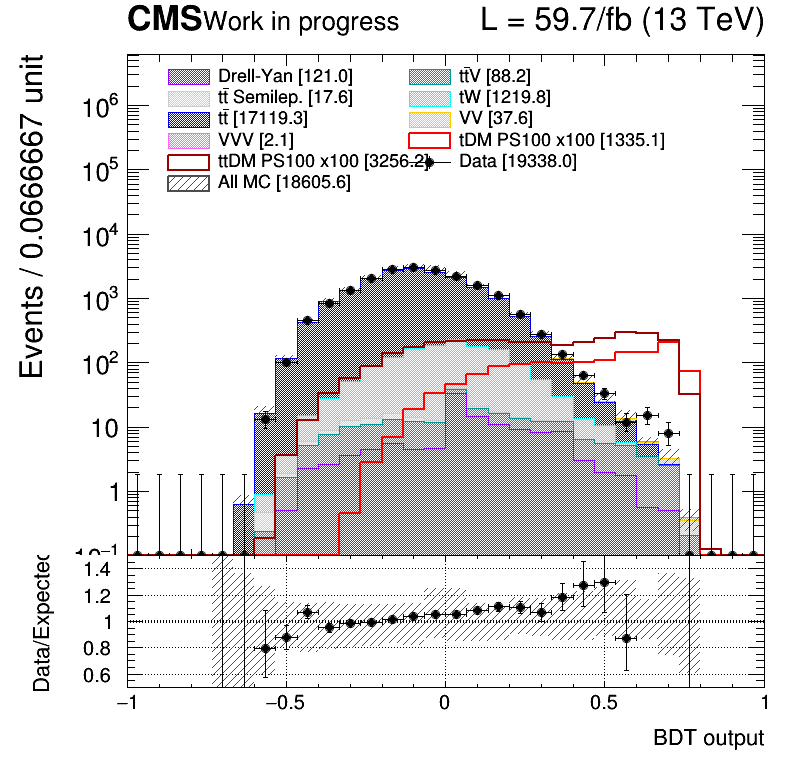 CMS Work in progress L = 59.7/fb (13 TeV)
Events / 0.0666667 unit
Drell-Yan [121.0] tt̄V [88.2]
tt̄ Semilep. [17.6] tW [1219.8]
tt̄ [17119.3] VV [37.6]
VVV [2.1] tDM PS100 x100 [1335.1]
ttDM PS100 x100 [3256.2] Data [19338.0]
All MC [18605.6]
10⁶
10⁵
10⁴
10³
10²
10
1
10⁻¹
Data/Expected
1.4
1.2
1
0.8
0.6
−1 −0.5 0 0.5 1
BDT output